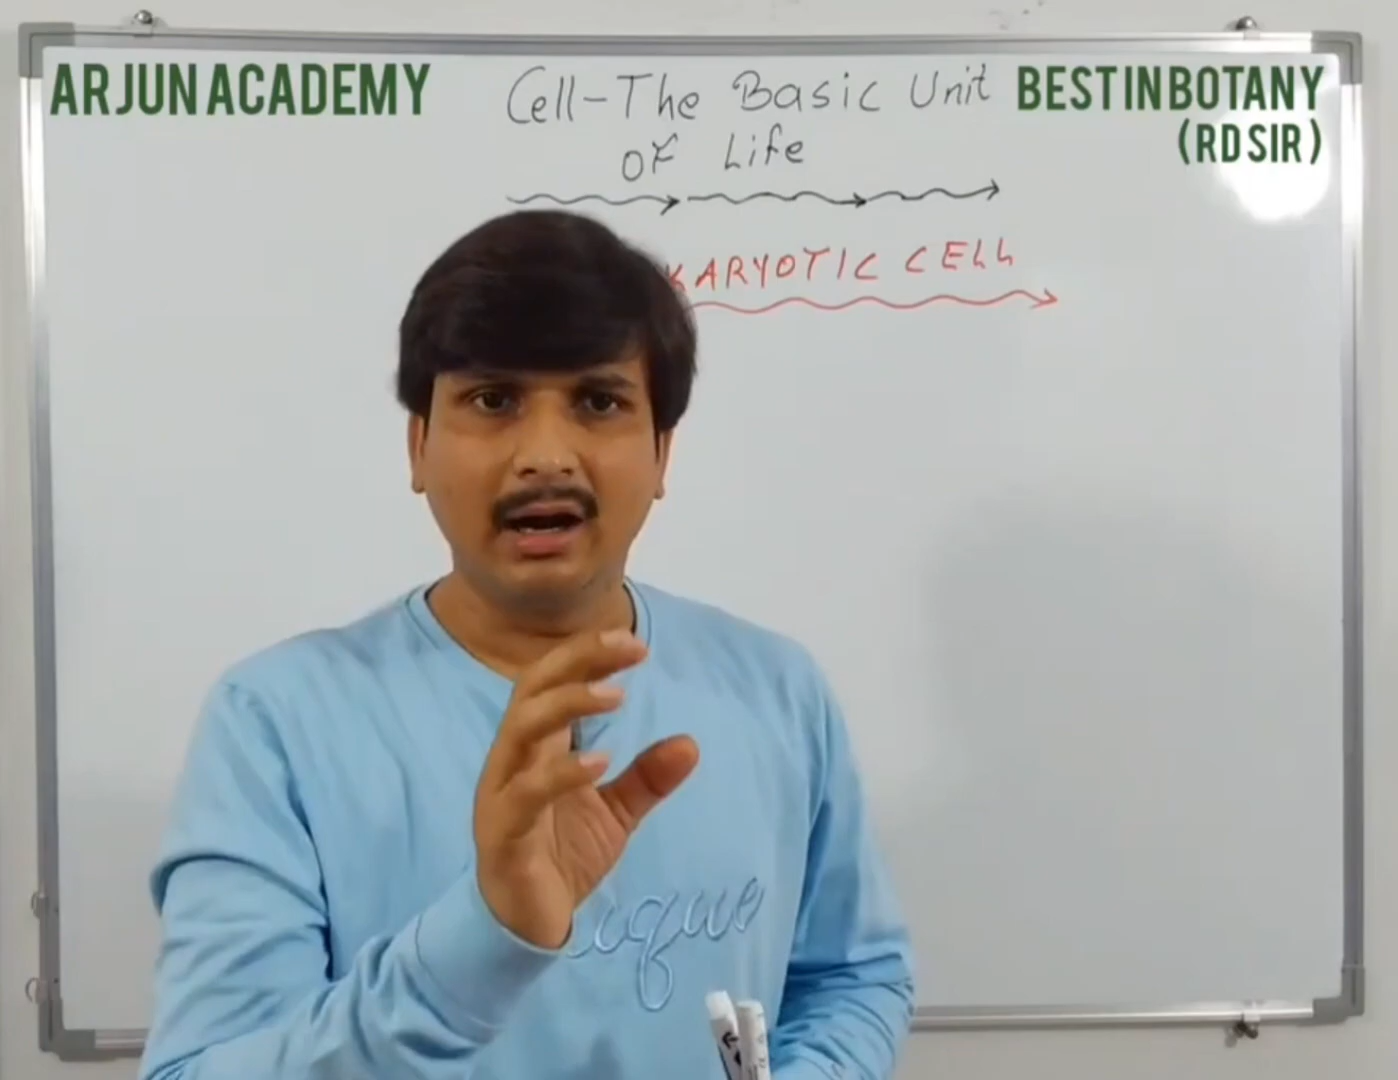 ARJUN ACADEMY
Cell-The Basic Unit
OF Life
BEST IN BOTANY
(RD SIR)
KARYOTIC CELL